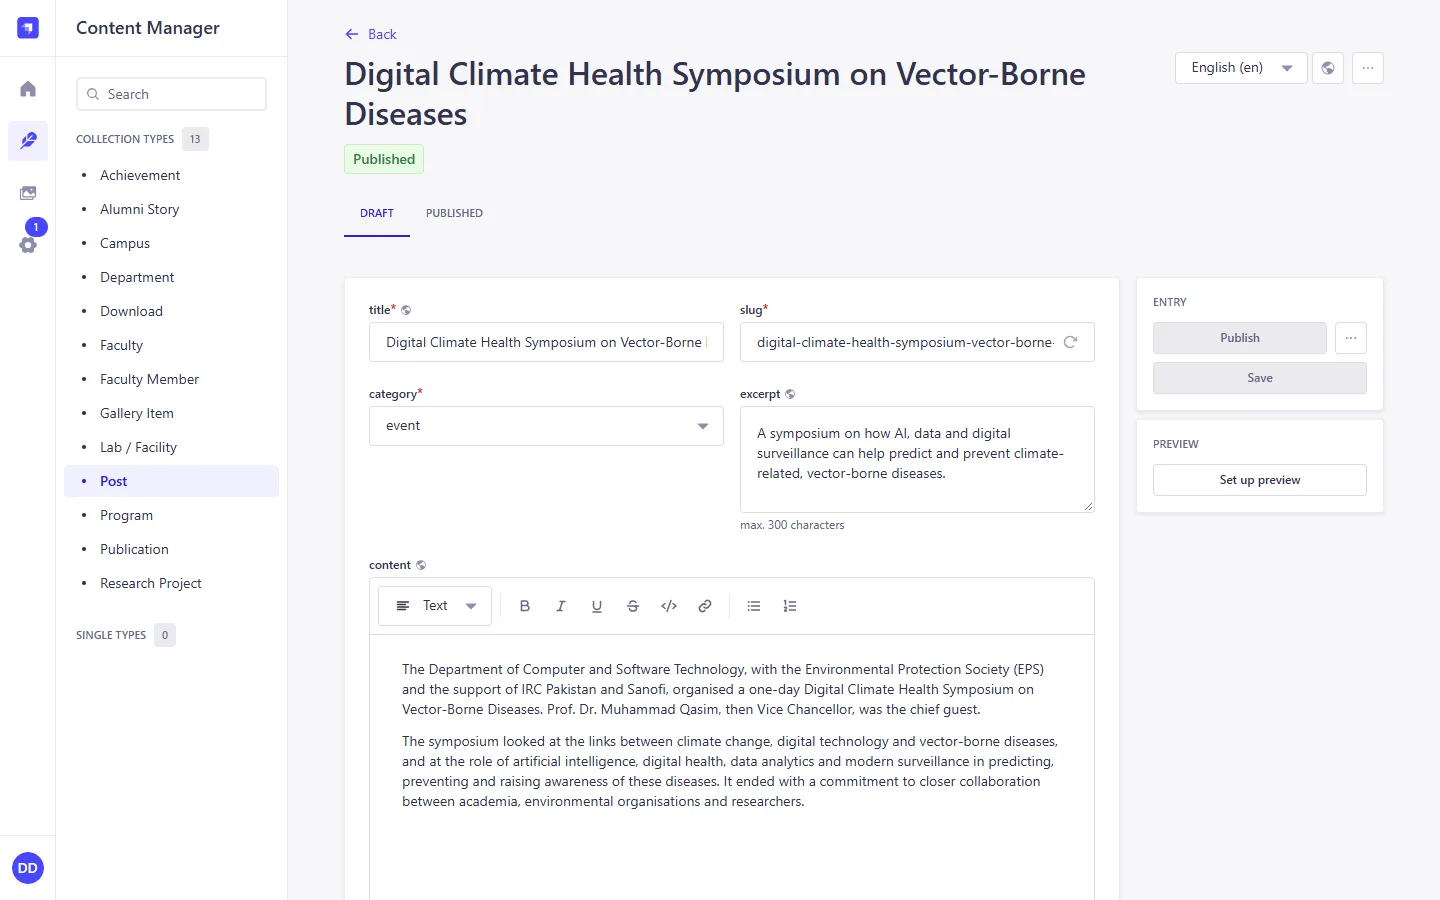 Content Manager
Search
COLLECTION TYPES 13
Achievement
Alumni Story
Campus
Department
Download
Faculty
Faculty Member
Gallery Item
Lab / Facility
Post
Program
Publication
Research Project
SINGLE TYPES 0
1
DD
Back
Digital Climate Health Symposium on Vector-Borne
Diseases
Published
English (en)
DRAFT PUBLISHED
title*
Digital Climate Health Symposium on Vector-Borne
slug*
digital-climate-health-symposium-vector-borne-
category*
event
excerpt
A symposium on how AI, data and digital
surveillance can help predict and prevent climate-
related, vector-borne diseases.
max. 300 characters
content
Text
The Department of Computer and Software Technology, with the Environmental Protection Society (EPS)
and the support of IRC Pakistan and Sanofi, organised a one-day Digital Climate Health Symposium on
Vector-Borne Diseases. Prof. Dr. Muhammad Qasim, then Vice Chancellor, was the chief guest.
The symposium looked at the links between climate change, digital technology and vector-borne diseases,
and at the role of artificial intelligence, digital health, data analytics and modern surveillance in predicting,
preventing and raising awareness of these diseases. It ended with a commitment to closer collaboration
between academia, environmental organisations and researchers.
ENTRY
Publish
Save
PREVIEW
Set up preview